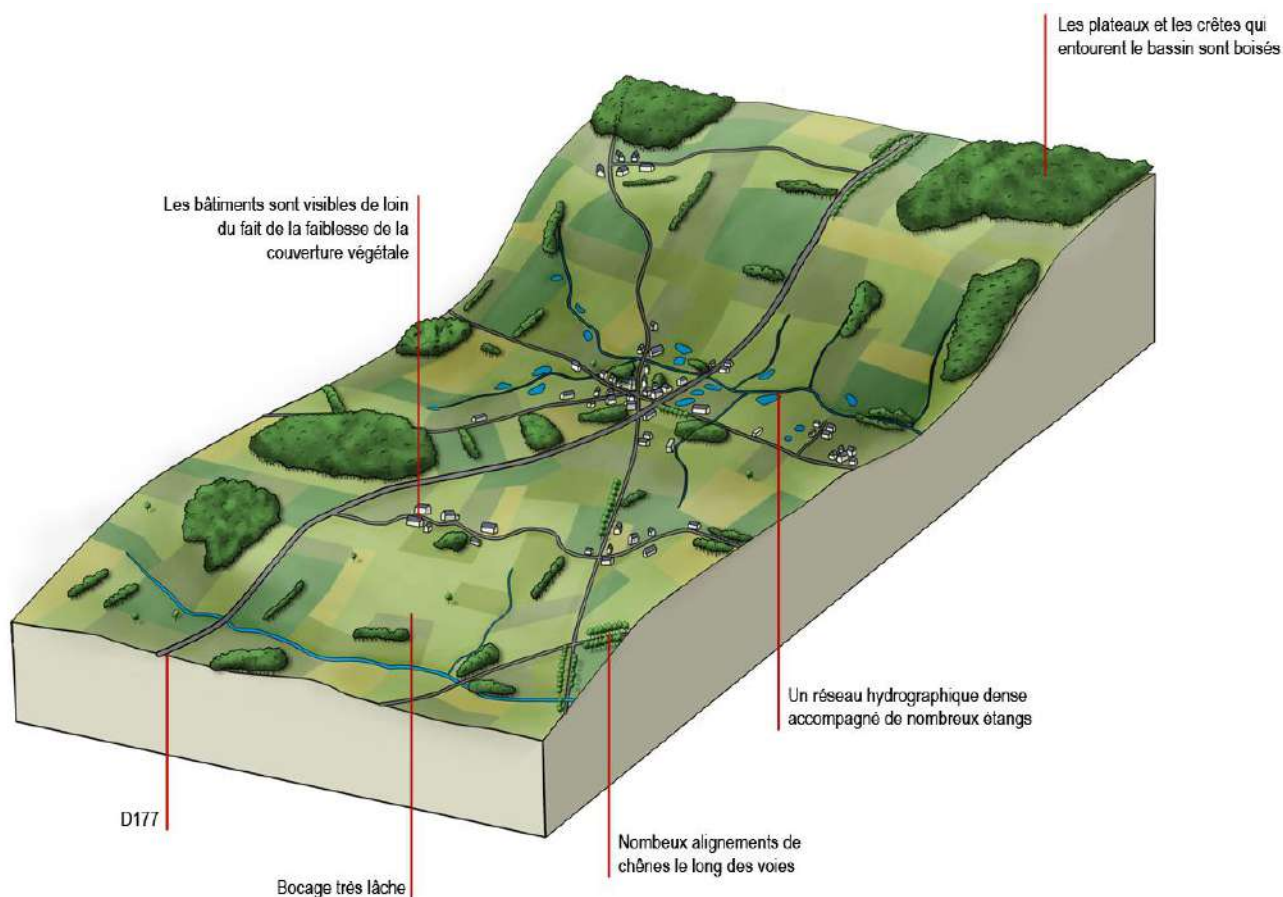 Les plateaux et les crêtes qui
entourent le bassin sont boisés
Les bâtiments sont visibles de loin
du fait de la faiblesse de la
couverture végétale
Un réseau hydrographique dense
accompagné de nombreux étangs
D177
Nombeux alignements de
chênes le long des voies
Bocage très lâche